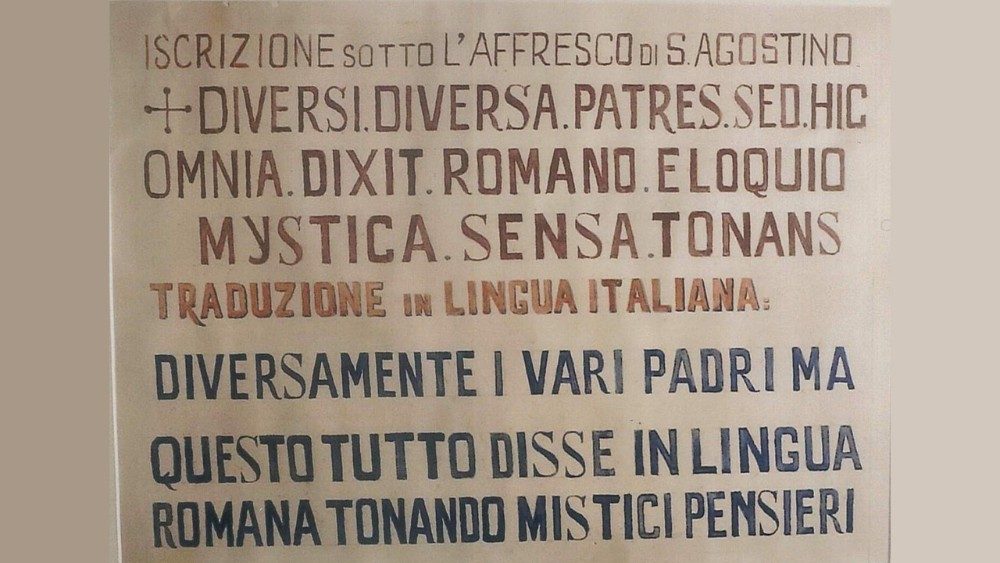 ISCRIZIONE SOTTO L'AFFRESCO DI S. AGOSTINO
+DIVERSI.DIVERSA.PATRES.SED.HIC
OMNIA.DIXIT.ROMANO.ELOQUIO
MYSTICA.SENSA.TONANS
TRADUZIONE IN LINGUA ITALIANA:
DIVERSAMENTE I VARI PADRI MA
QUESTO TUTTO DISSE IN LINGUA
ROMANA TONANDO MISTICI PENSIERI